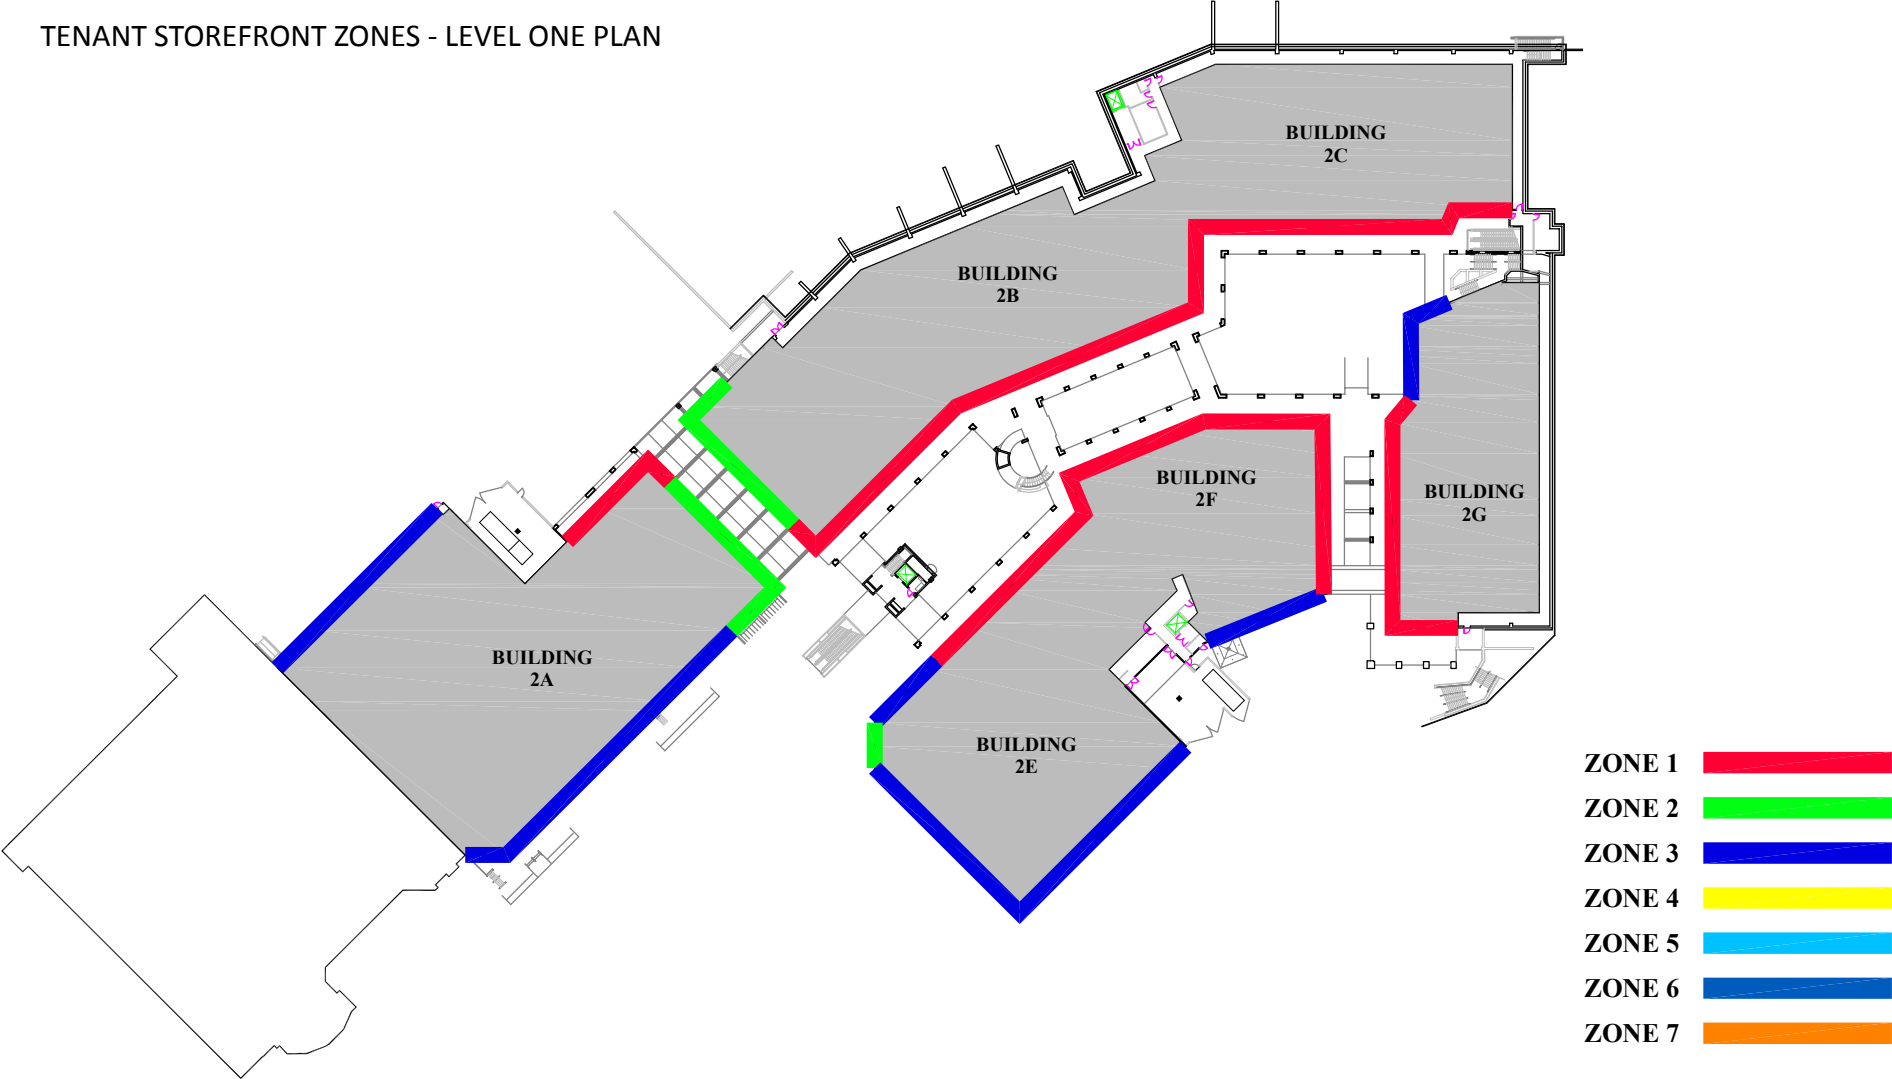 TENANT STOREFRONT ZONES - LEVEL ONE PLAN
BUILDING
2C
BUILDING
2B
BUILDING
2F
BUILDING
2G
BUILDING
2A
BUILDING
2E
ZONE 1
ZONE 2
ZONE 3
ZONE 4
ZONE 5
ZONE 6
ZONE 7